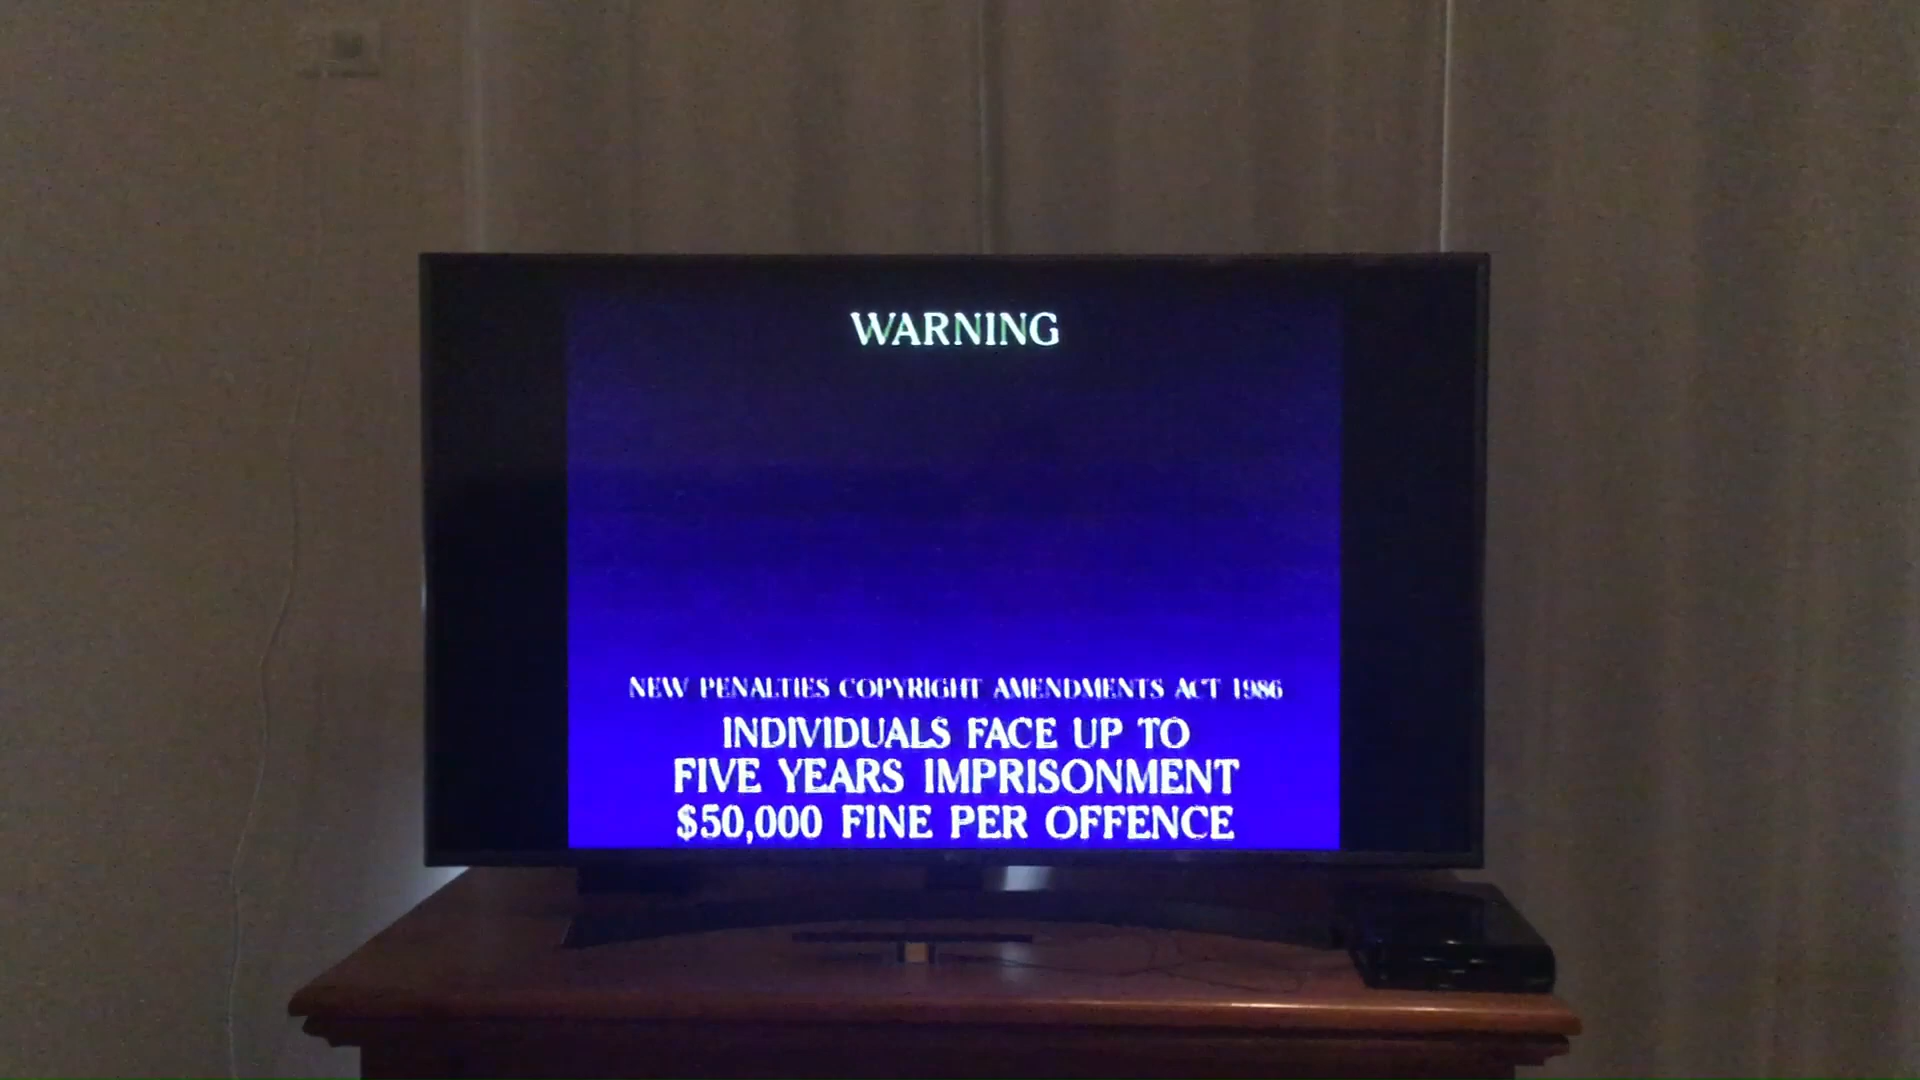 WARNING
NEW PENALTIES COPYRIGHT AMENDMENTS ACT 1986
INDIVIDUALS FACE UP TO
FIVE YEARS IMPRISONMENT
$50,000 FINE PER OFFENCE